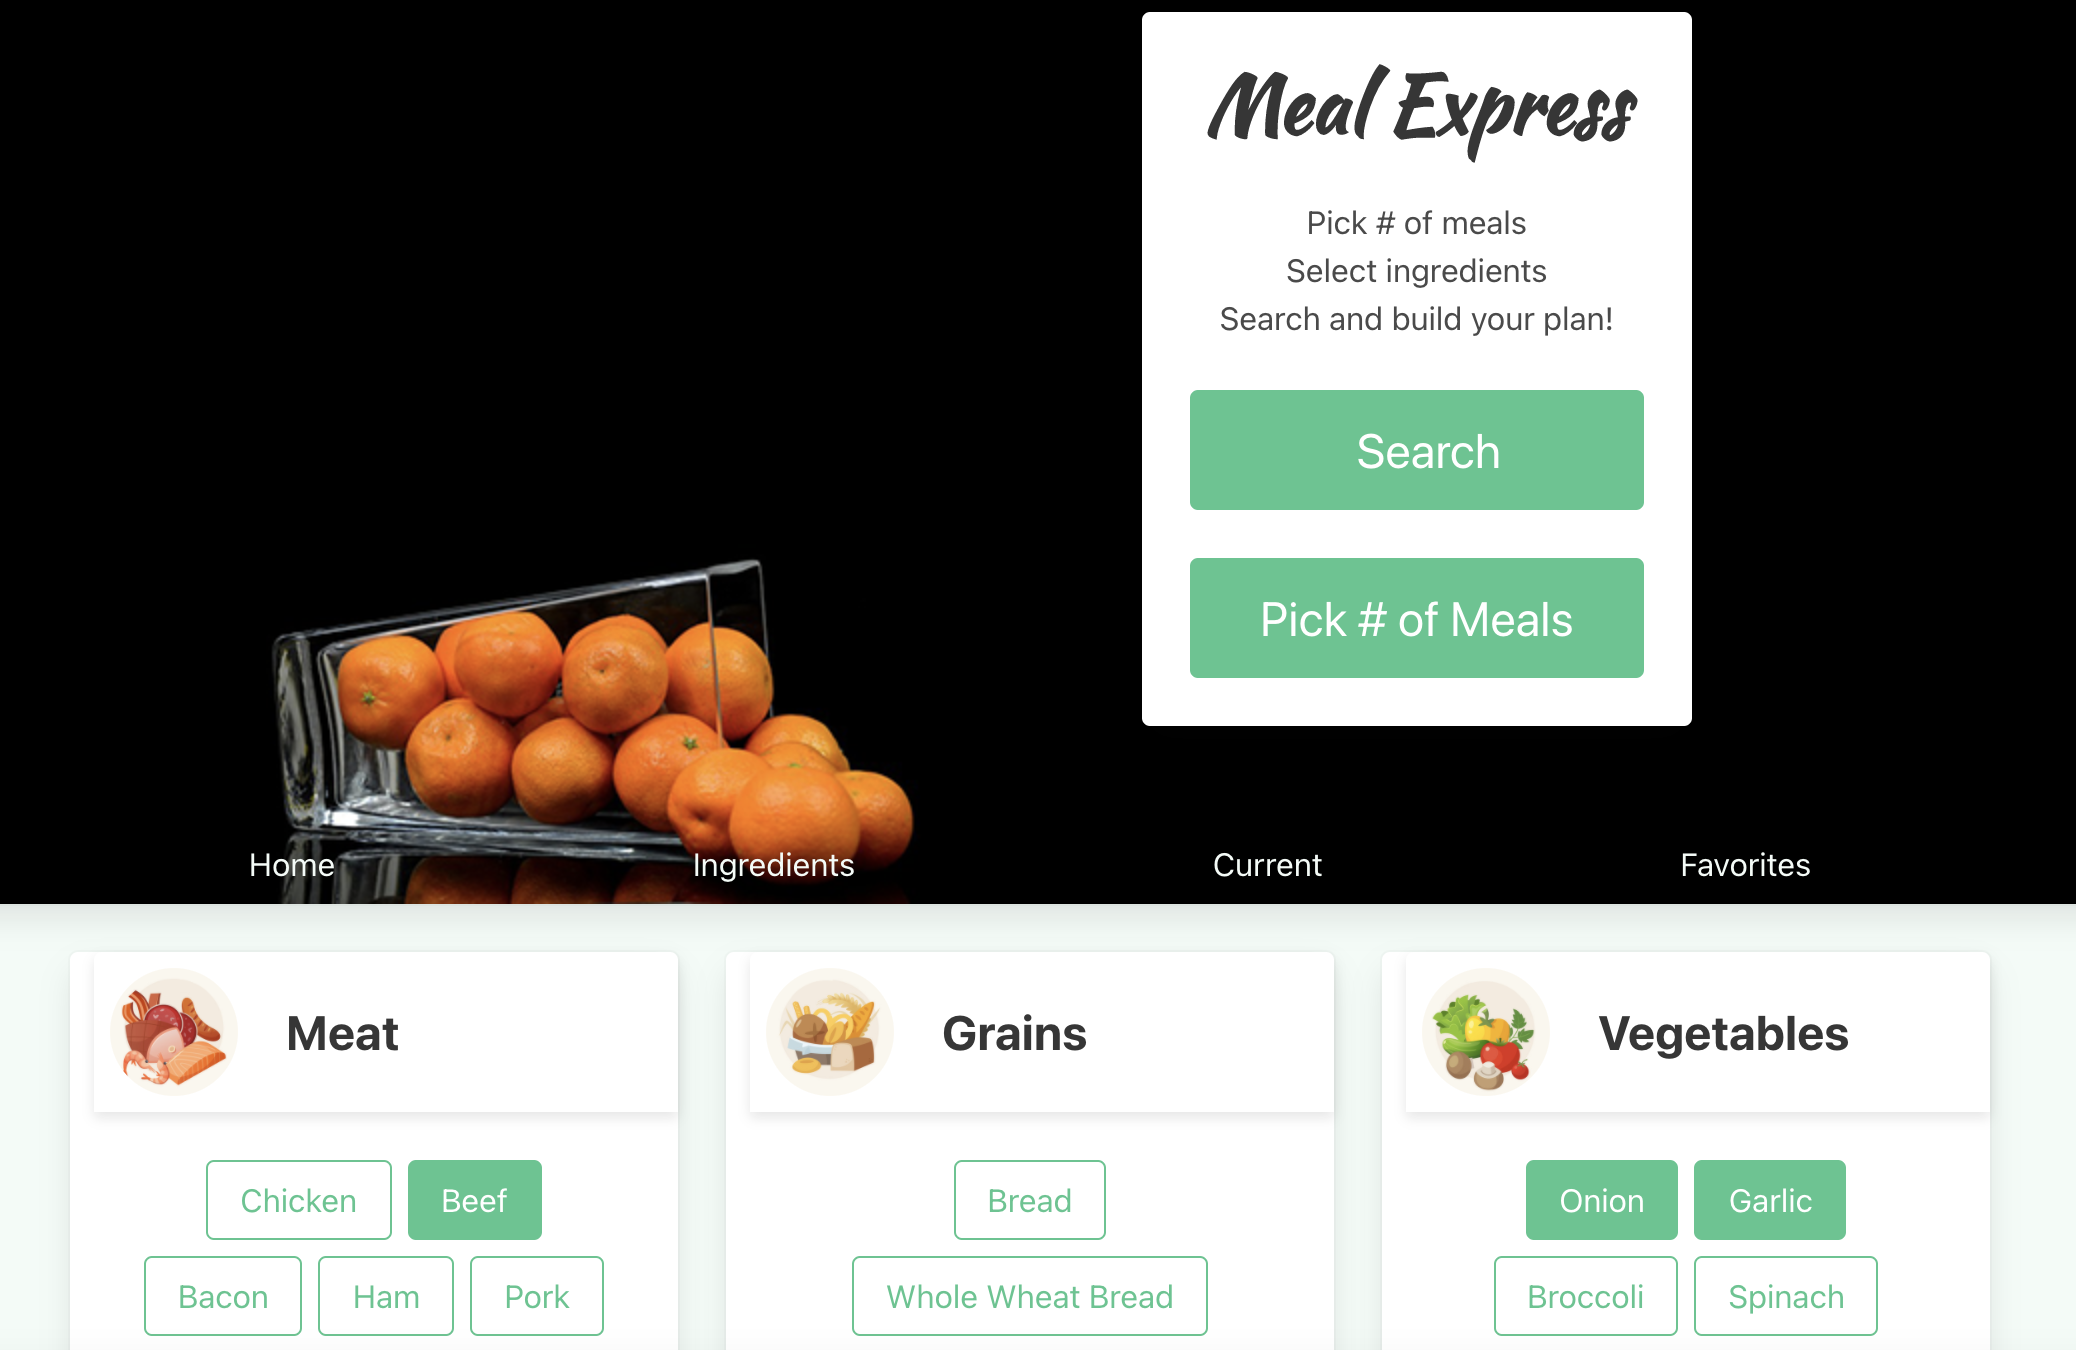 Meal Express
Pick # of meals
Select ingredients
Search and build your plan!
Search
Pick # of Meals
Home Ingredients Current Favorites
Meat Grains Vegetables
Chicken Beef Bread Onion Garlic
Bacon Ham Pork Whole Wheat Bread Broccoli Spinach